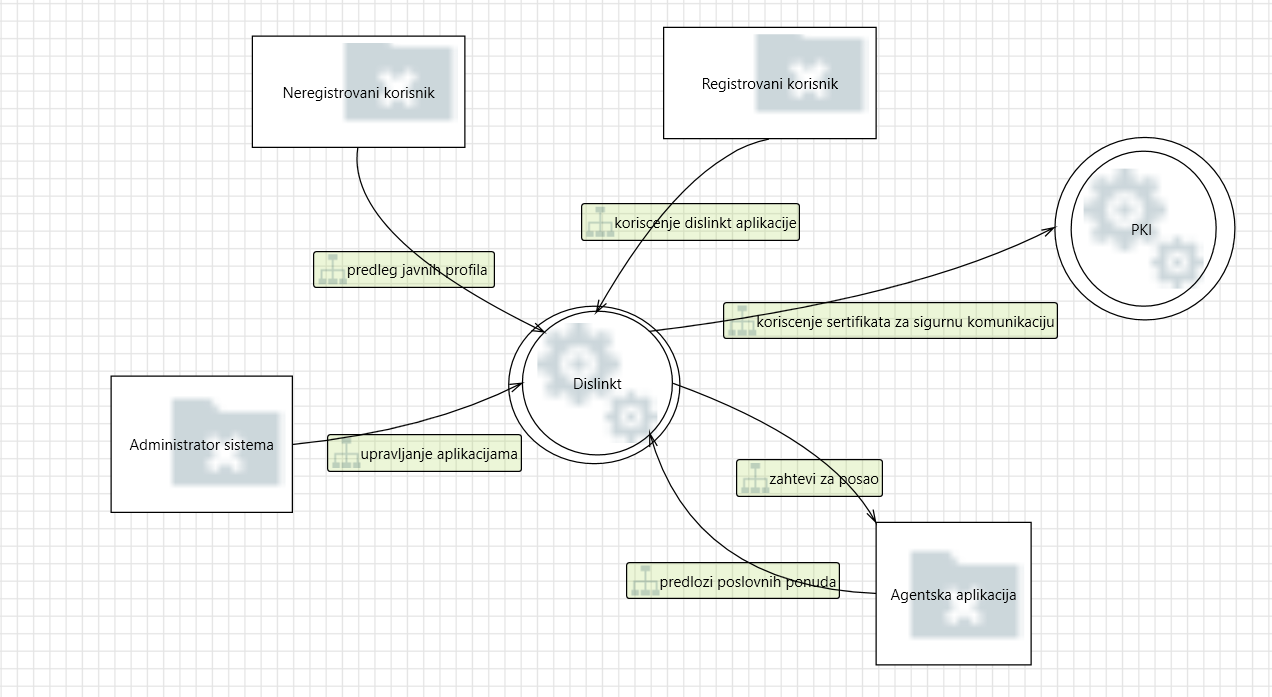 Neregistrovani korisnik
Registrovani korisnik
koriscenje dislinkt aplikacije
PKI
predleg javnih profila
koriscenje sertifikata za sigurnu komunikaciju
Dislinkt
Administrator sistema
upravljanje aplikacijama
zahtevi za posao
predlozi poslovnih ponuda
Agentska aplikacija